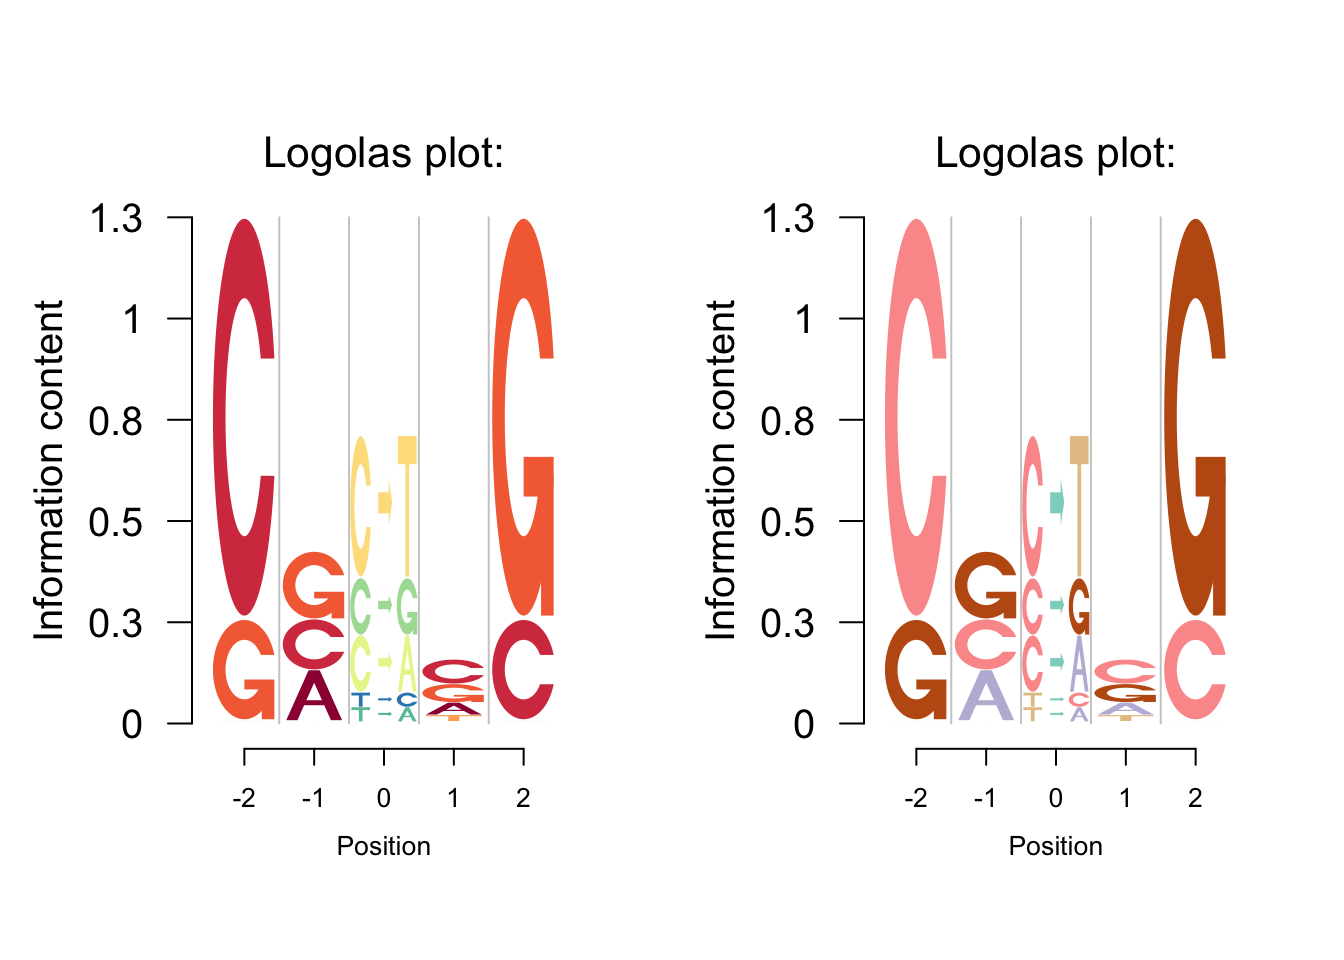 Logolas plot:
Information content
1.3
1
0.8
0.5
0.3
0
C
G
G
C
A
C→T
C→G
C→A
T→C
T→A
C
G
A
T
G
C
-2 -1 0 1 2
Position
Logolas plot:
Information content
1.3
1
0.8
0.5
0.3
0
C
G
G
C
A
C→T
C→G
C→A
T→C
T→A
C
G
A
T
G
C
-2 -1 0 1 2
Position